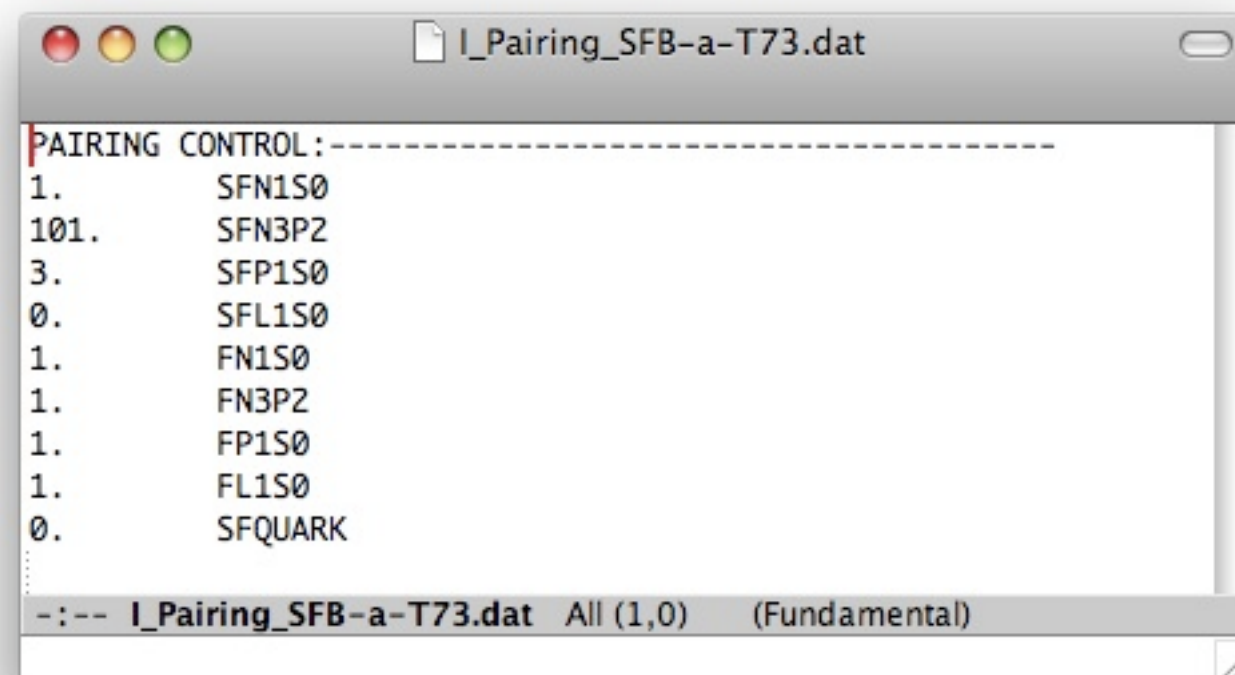 I_Pairing_SFB-a-T73.dat
PAIRING CONTROL:---------------------------------------
1.        SFN1S0
101.      SFN3P2
3.        SFP1S0
0.        SFL1S0
1.        FN1S0
1.        FN3P2
1.        FP1S0
1.        FL1S0
0.        SFQUARK
-:-- I_Pairing_SFB-a-T73.dat   All (1,0)      (Fundamental)